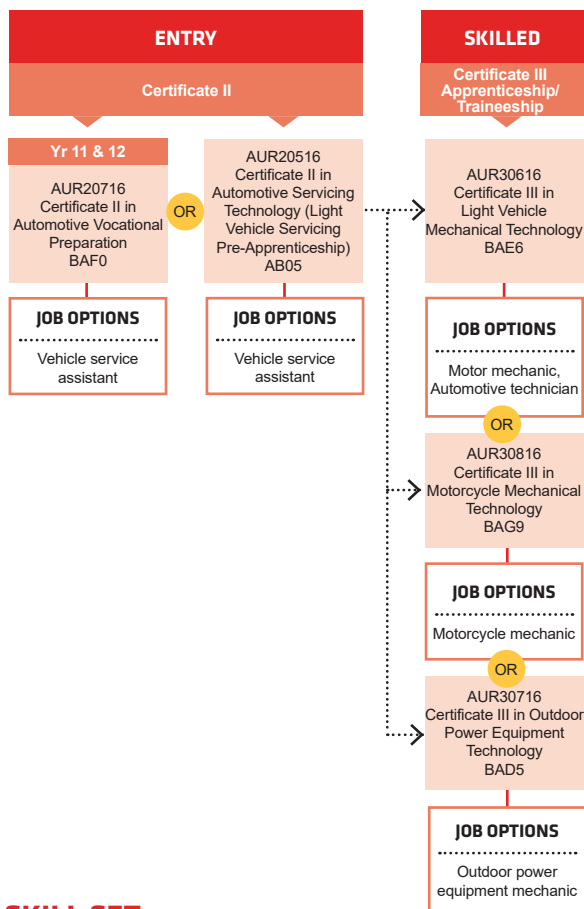 ENTRY
Certificate II
Yr 11 & 12
AUR20716
Certificate II in
Automotive Vocational
Preparation
BAF0
OR
AUR20516
Certificate II in
Automotive Servicing
Technology (Light
Vehicle Servicing
Pre-Apprenticeship)
AB05
JOB OPTIONS
Vehicle service
assistant
JOB OPTIONS
Vehicle service
assistant
SKILLED
Certificate III
Apprenticeship/
Traineeship
AUR30616
Certificate III in
Light Vehicle
Mechanical Technology
BAE6
JOB OPTIONS
Motor mechanic,
Automotive technician
OR
AUR30816
Certificate III in
Motorcycle Mechanical
Technology
BAG9
JOB OPTIONS
Motorcycle mechanic
OR
AUR30716
Certificate III in Outdoor
Power Equipment
Technology
BAD5
JOB OPTIONS
Outdoor power
equipment mechanic
SKILL SET